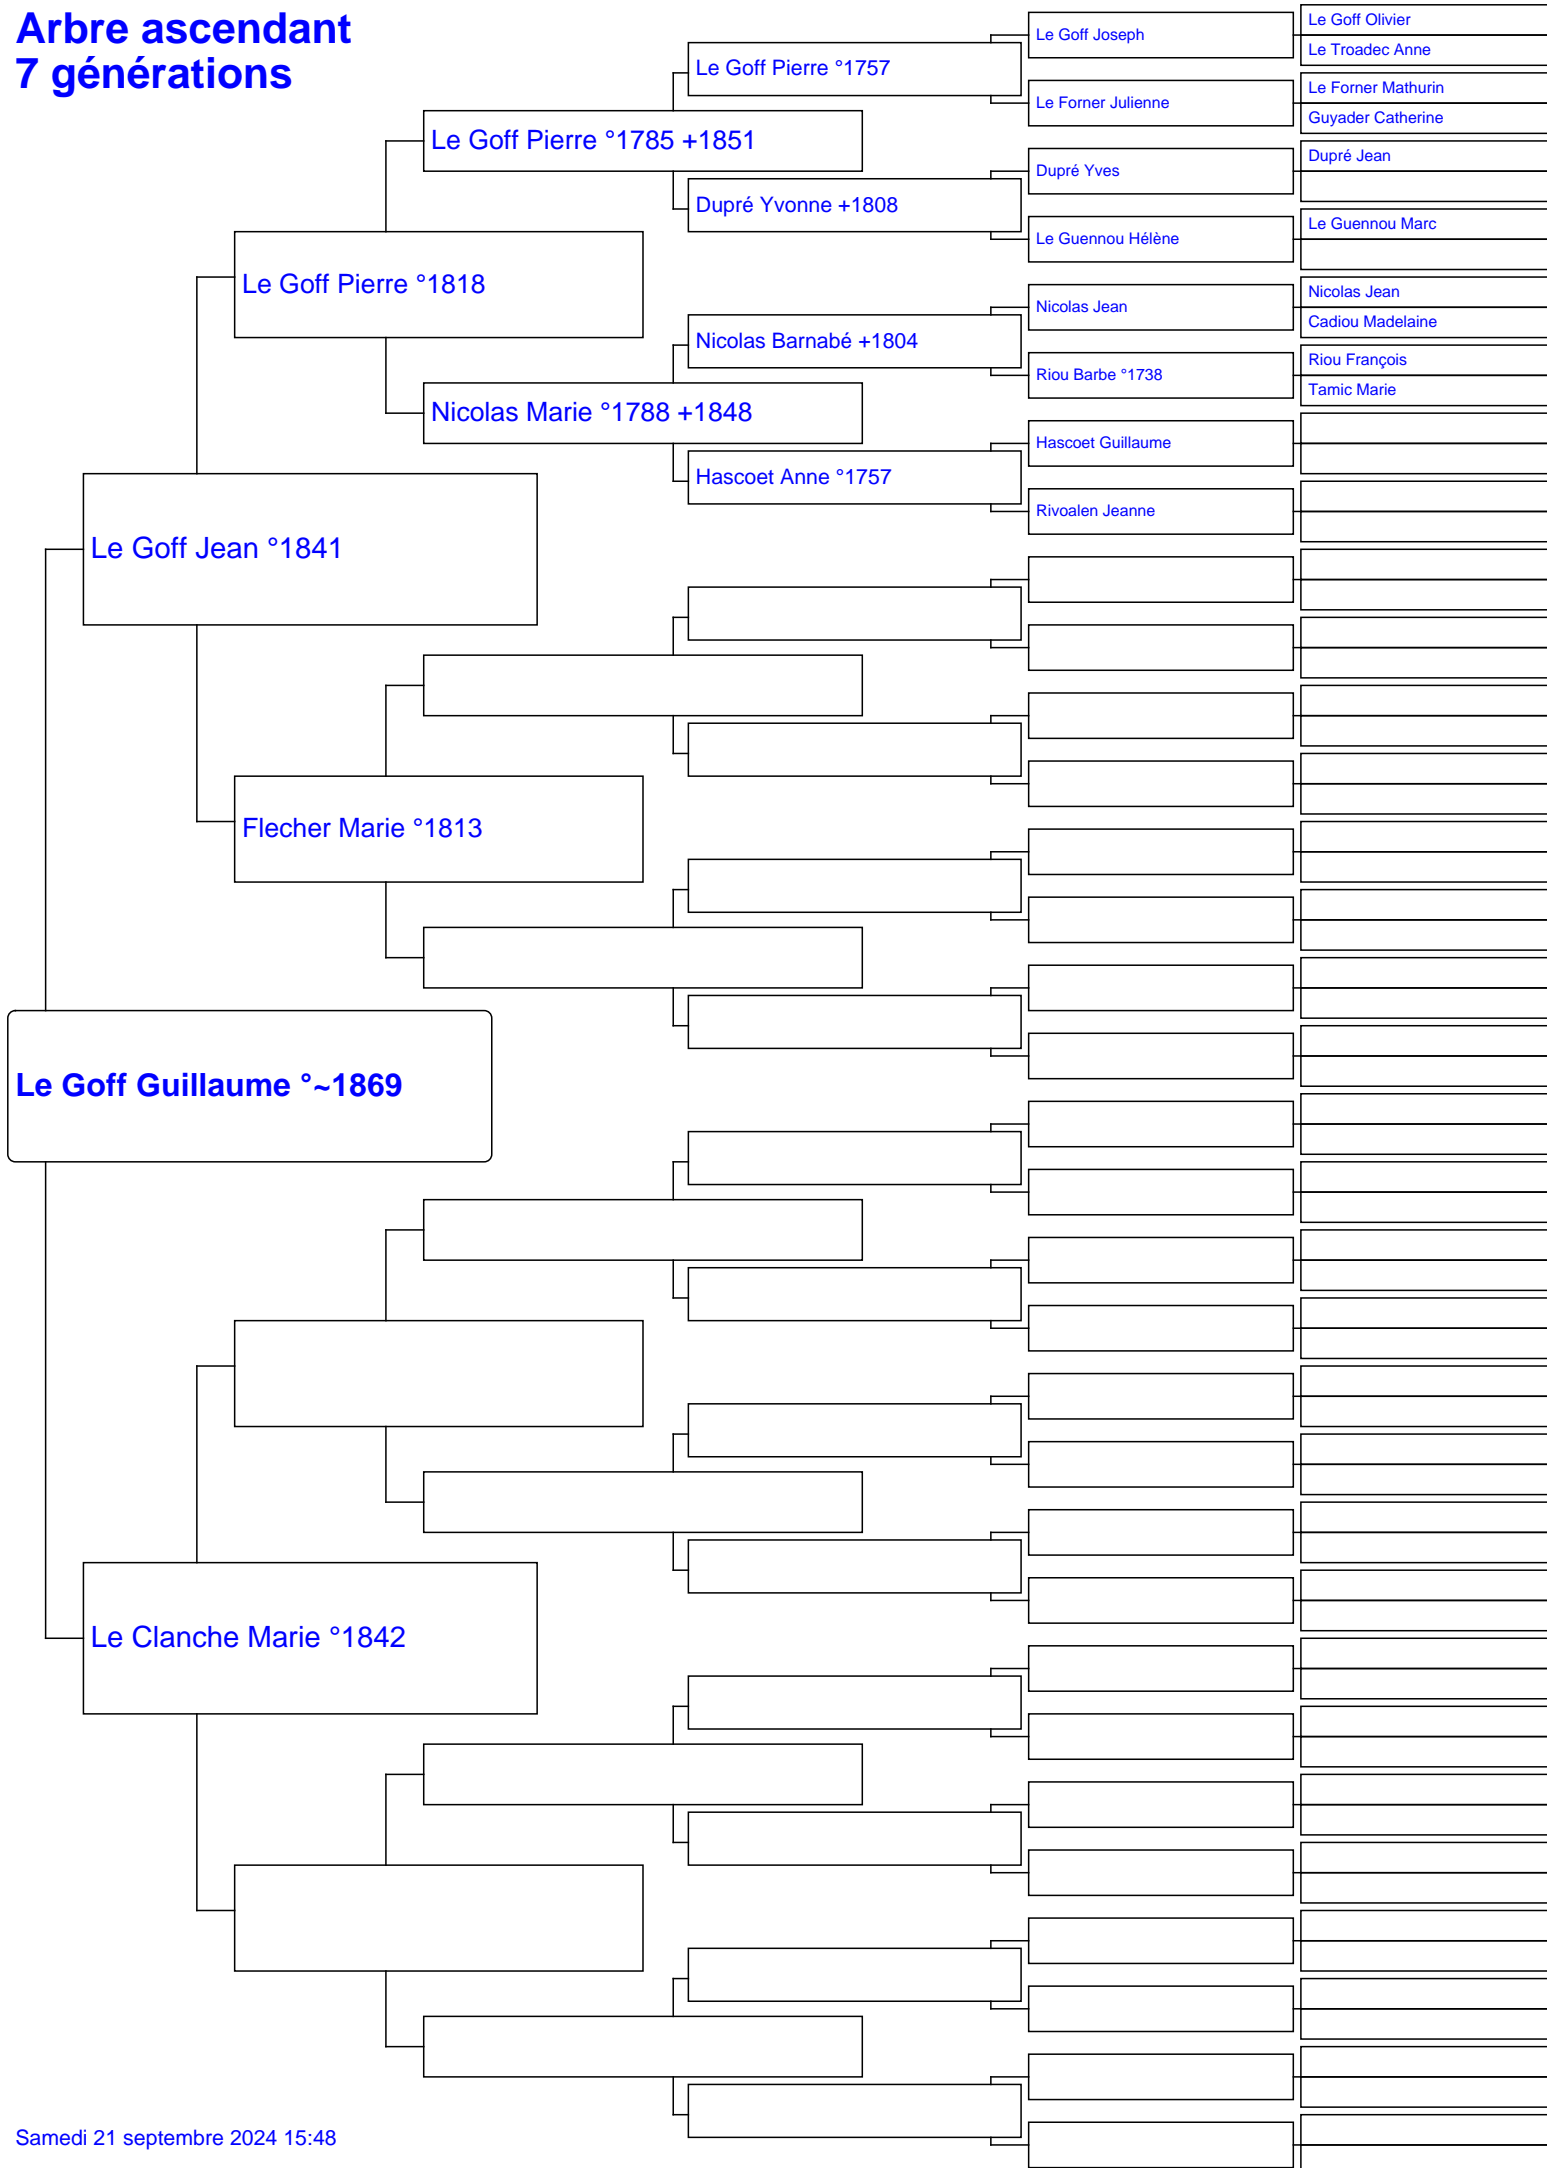 Arbre ascendant
7 générations
Le Goff Olivier
Le Goff Joseph
Le Troadec Anne
Le Goff Pierre °1757
Le Forner Mathurin
Le Forner Julienne
Guyader Catherine
Le Goff Pierre °1785 +1851
Dupré Jean
Dupré Yves
Dupré Yvonne +1808
Le Guennou Marc
Le Guennou Hélène
Le Goff Pierre °1818
Nicolas Jean
Nicolas Jean
Cadiou Madelaine
Nicolas Barnabé +1804
Riou François
Riou Barbe °1738
Tamic Marie
Nicolas Marie °1788 +1848
Hascoet Guillaume
Hascoet Anne °1757
Rivoalen Jeanne
Le Goff Jean °1841
Flecher Marie °1813
Le Goff Guillaume °~1869
Le Clanche Marie °1842
Samedi 21 septembre 2024 15:48